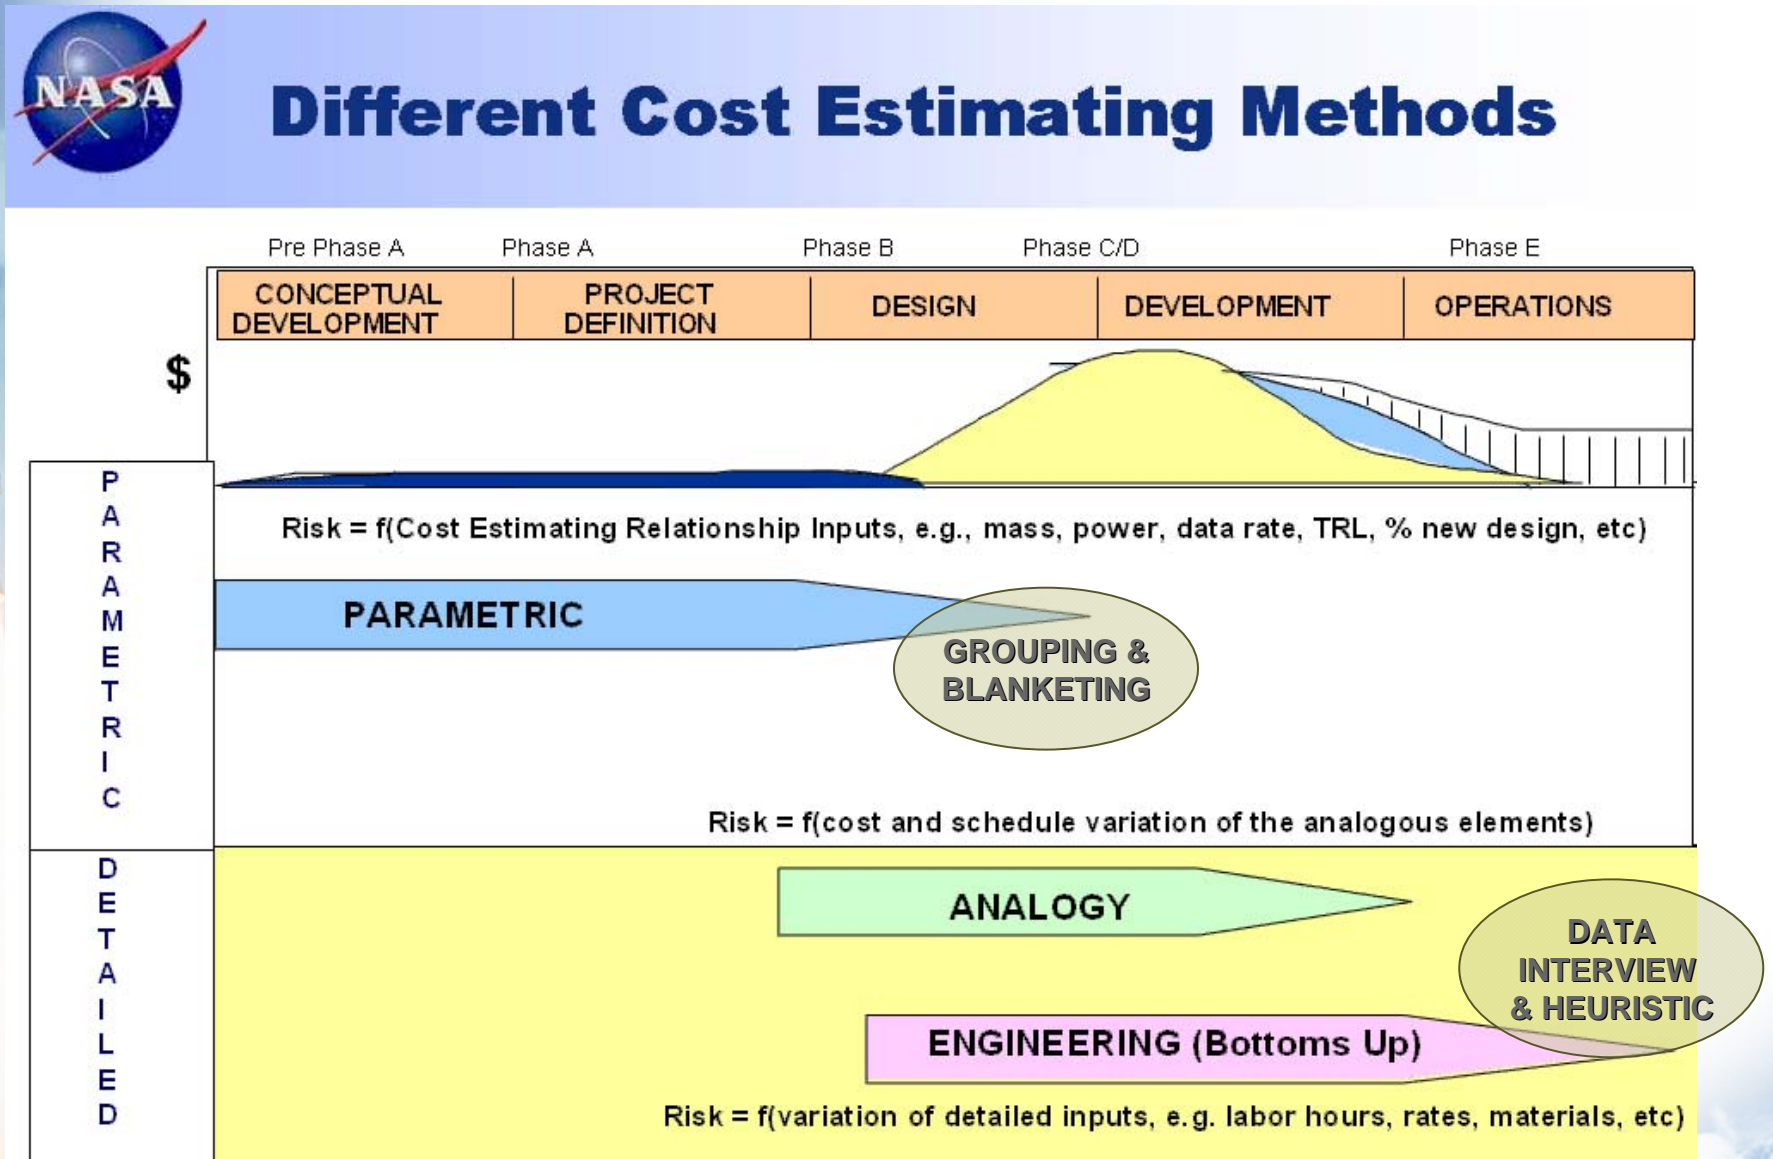 NASA
Different Cost Estimating Methods
Pre Phase A
Phase A
Phase B
Phase C/D
Phase E
CONCEPTUAL
DEVELOPMENT
PROJECT
DEFINITION
DESIGN
DEVELOPMENT
OPERATIONS
$
PARAMETRIC
Risk = f(Cost Estimating Relationship Inputs, e.g., mass, power, data rate, TRL, % new design, etc)
PARAMETRIC
GROUPING &
BLANKETING
Risk = f(cost and schedule variation of the analogous elements)
DETAILED
ANALOGY
DATA
INTERVIEW
& HEURISTIC
ENGINEERING (Bottoms Up)
Risk = f(variation of detailed inputs, e.g. labor hours, rates, materials, etc)